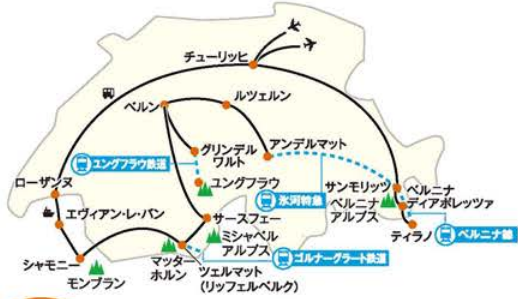 チューリッヒ
ベルン
ルツェルン
グリンデル
ワルト
アンデルマット
ユングフラウ鉄道
ユングフラウ
ローザンヌ
氷河特急
サンモリッツ
ベルニナ
ディアボレッツァ
ベルニナ
アルプス
エヴィアン・レ・バン
サースフェー
ミシャベル
アルプス
ティラノ
ベルニナ線
シャモニー
モンブラン
マッター
ホルン
ゴルナーグラート鉄道
ツェルマット
(リッフェルベルク)